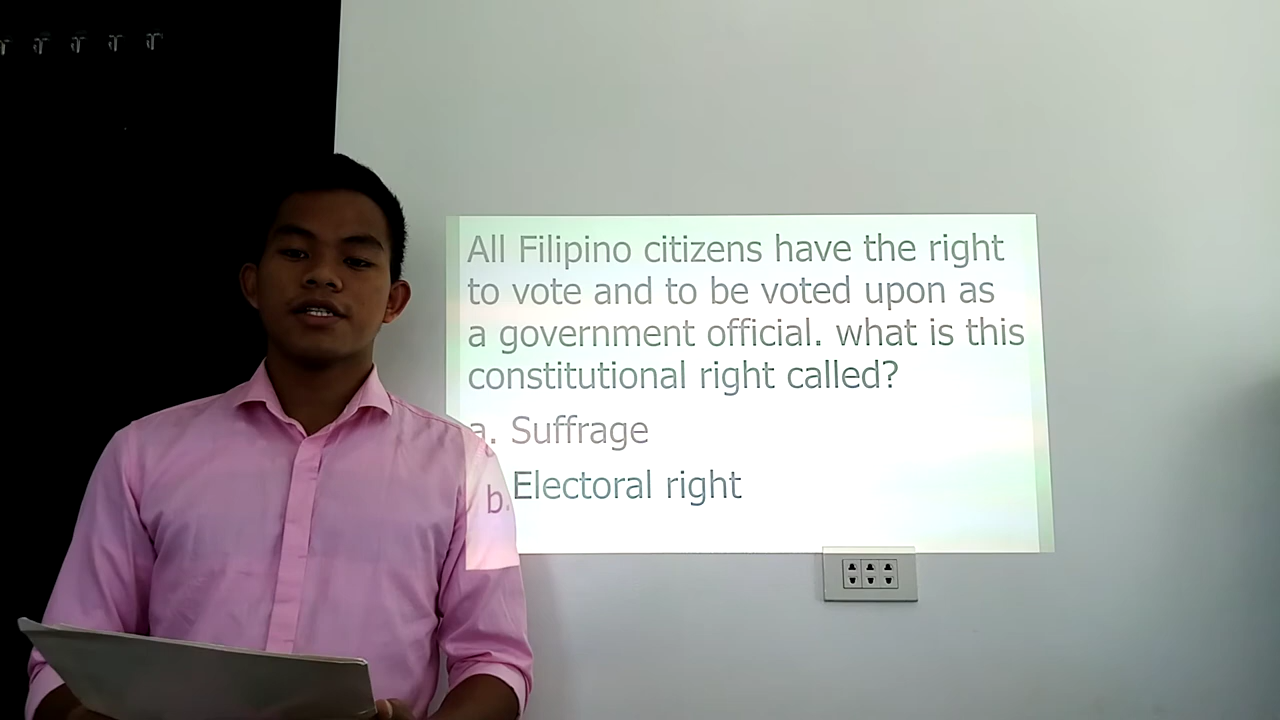 All Filipino citizens have the right
to vote and to be voted upon as
a government official. what is this
constitutional right called?
a. Suffrage
b. Electoral right